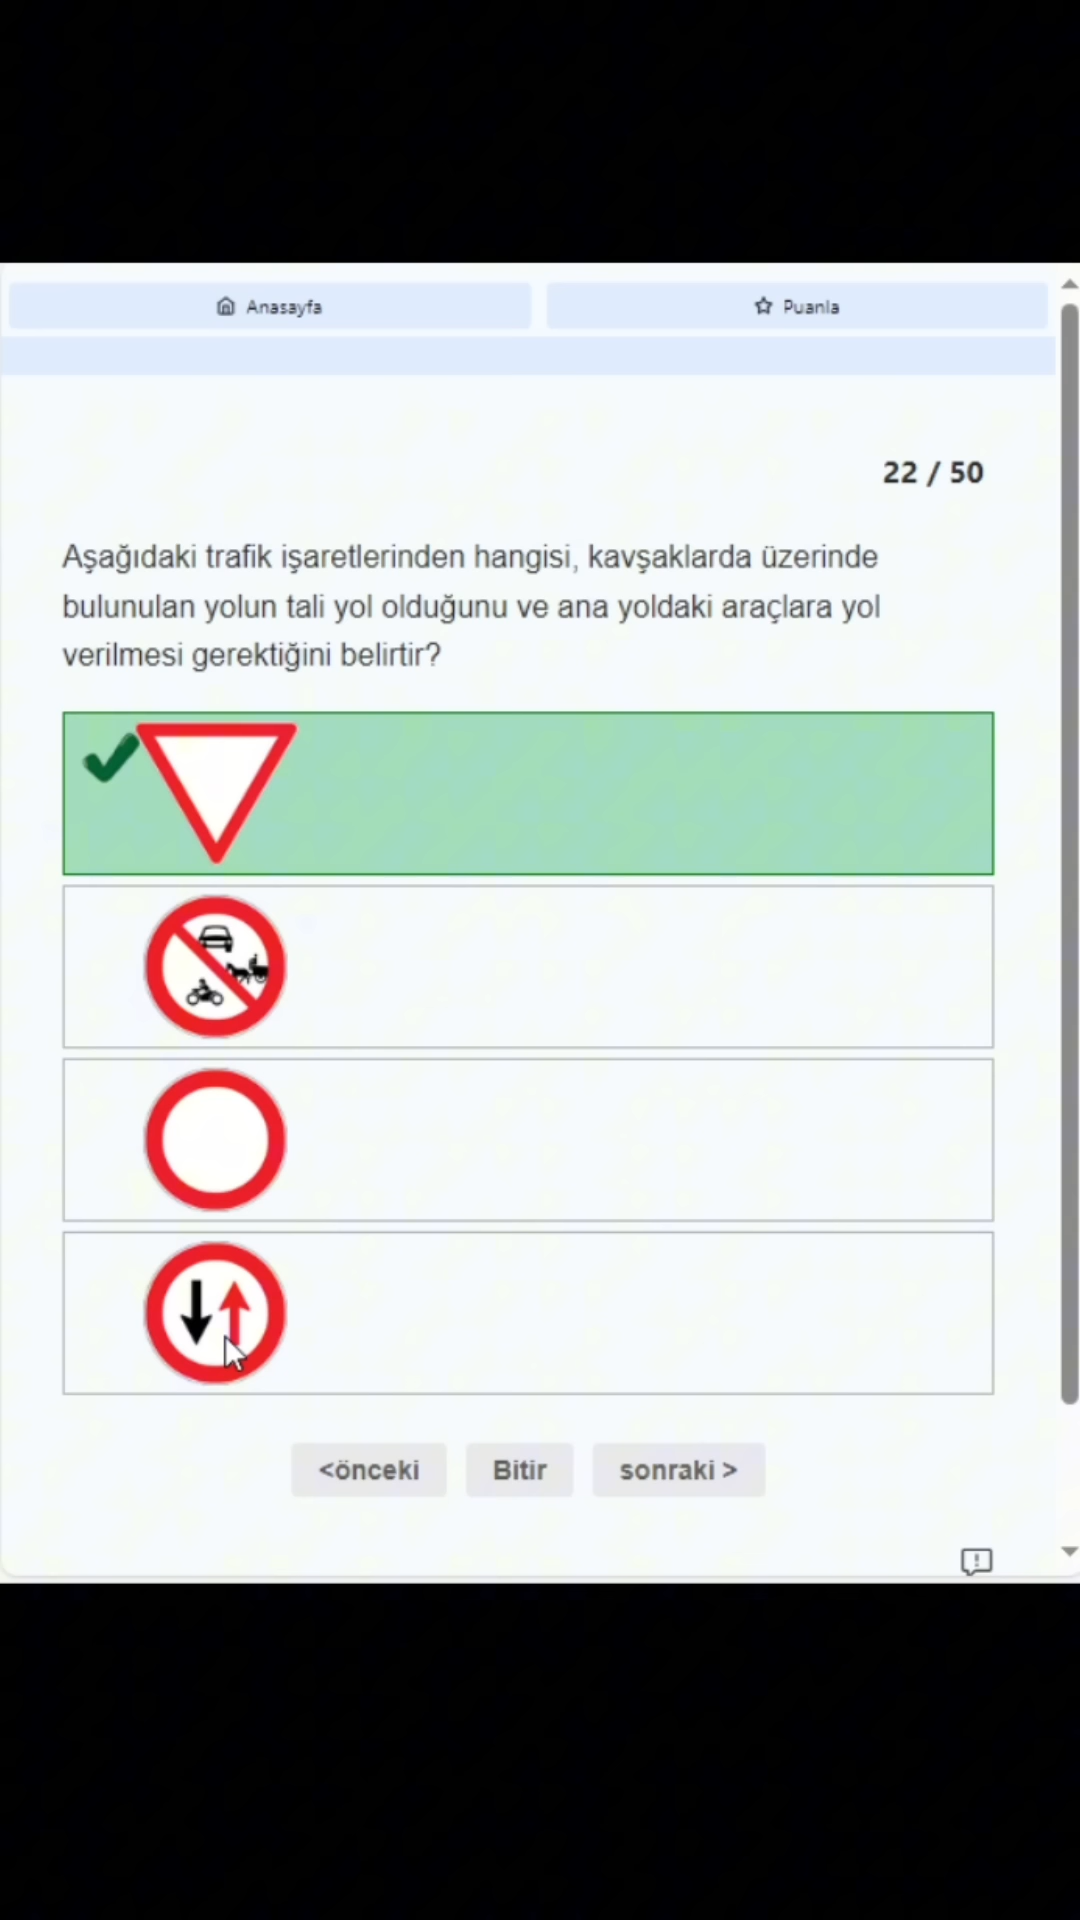 Anasayfa
Puanla
22 / 50
Aşağıdaki trafik işaretlerinden hangisi, kavşaklarda üzerinde
bulunulan yolun tali yol olduğunu ve ana yoldaki araçlara yol
verilmesi gerektiğini belirtir?
<önceki
Bitir
sonraki >